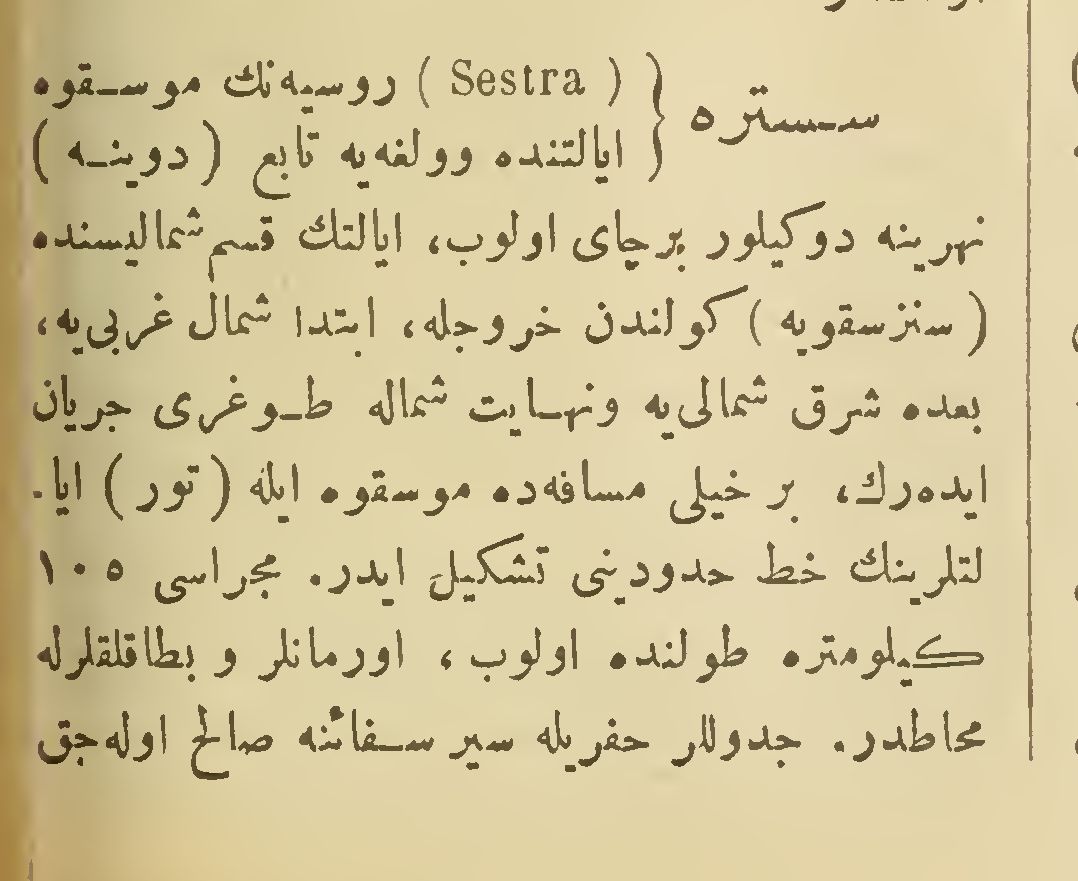 سستره { ( Sestra ) روسیه‌نك موسقوه
ایالتنده وولغه‌یه تابع ( دوینه )
نهرینه دوکیلور برچای اولوب، ایالتك قسم شمالیسنده
( سنزسقویه ) کولندن خروجله، ابتدا شمال غربی‌یه،
بعده شرق شمالی‌یه ونهایت شماله طوغری جریان
ایده‌رك، بر خیلی مسافه‌ده موسقوه ایله ( تور ) ایا-
لتلرینك خط حدودینی تشکیل ایدر. مجراسی ١٠٥
کیلومتره طولنده اولوب، اورمانلر و بطاقلقلرله
محاطدر. جدوللر حفریله سیر سفائنه صالح اوله‌جق